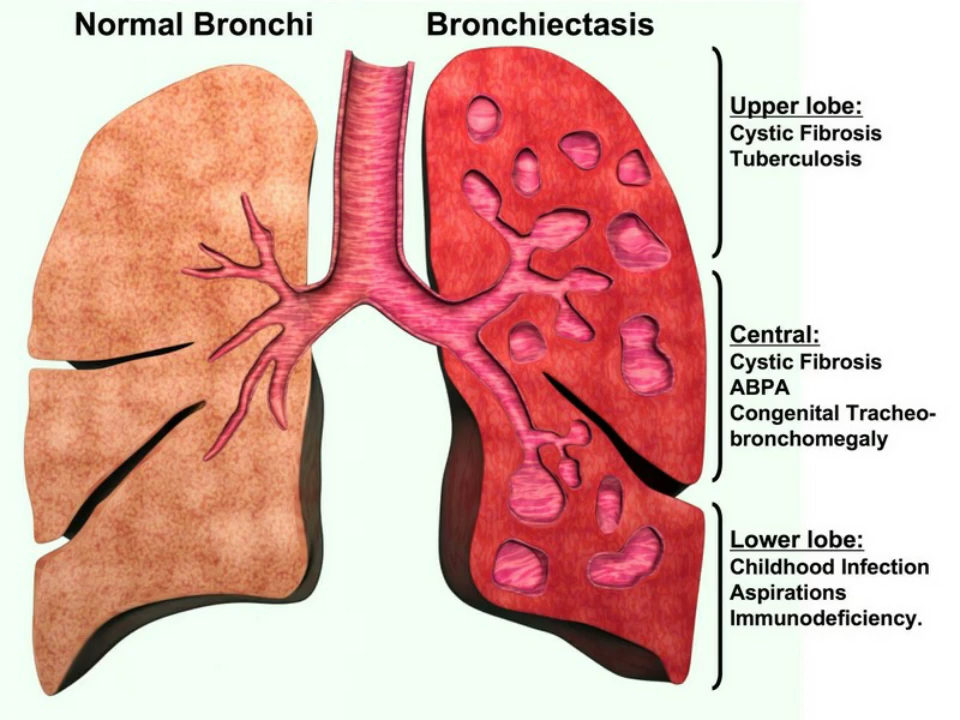 Normal Bronchi
Bronchiectasis
Upper lobe:
Cystic Fibrosis
Tuberculosis
Central:
Cystic Fibrosis
ABPA
Congenital Tracheo-
bronchomegaly
Lower lobe:
Childhood Infection
Aspirations
Immunodeficiency.